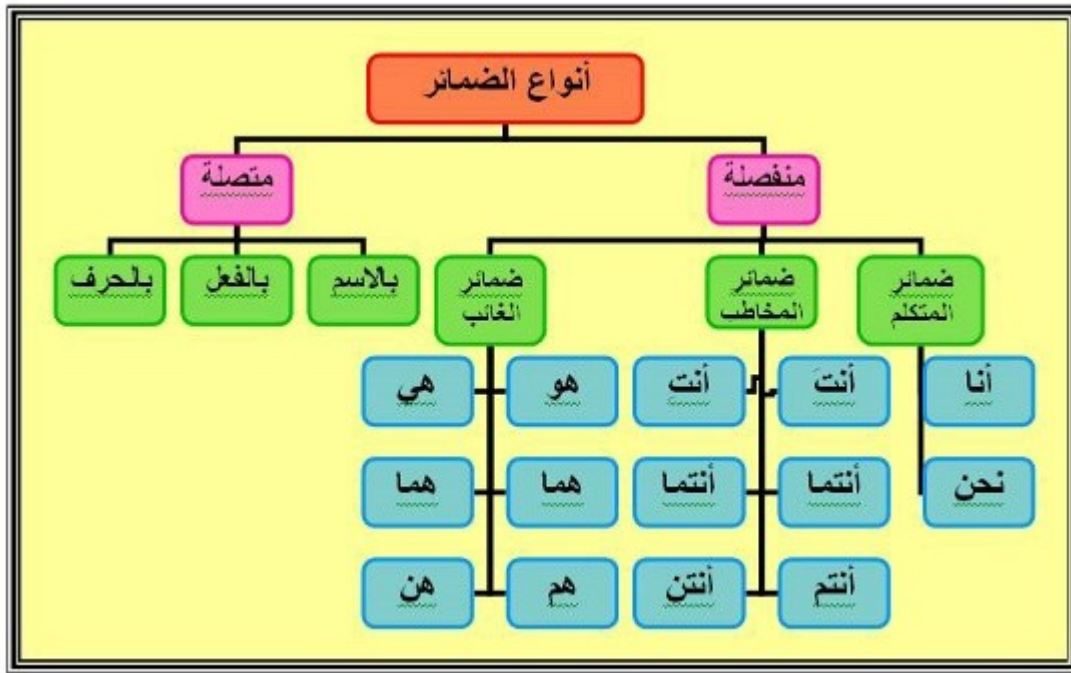 أنواع الضمائر
منفصلة
متصلة
ضمائر
المتكلم
ضمائر
المخاطب
ضمائر
الغائب
بالاسم
بالفعل
بالحرف
أنا
أنتَ
أنت
هو
هي
نحن
أنتما
أنتما
هما
هما
أنتم
أنتن
هم
هن